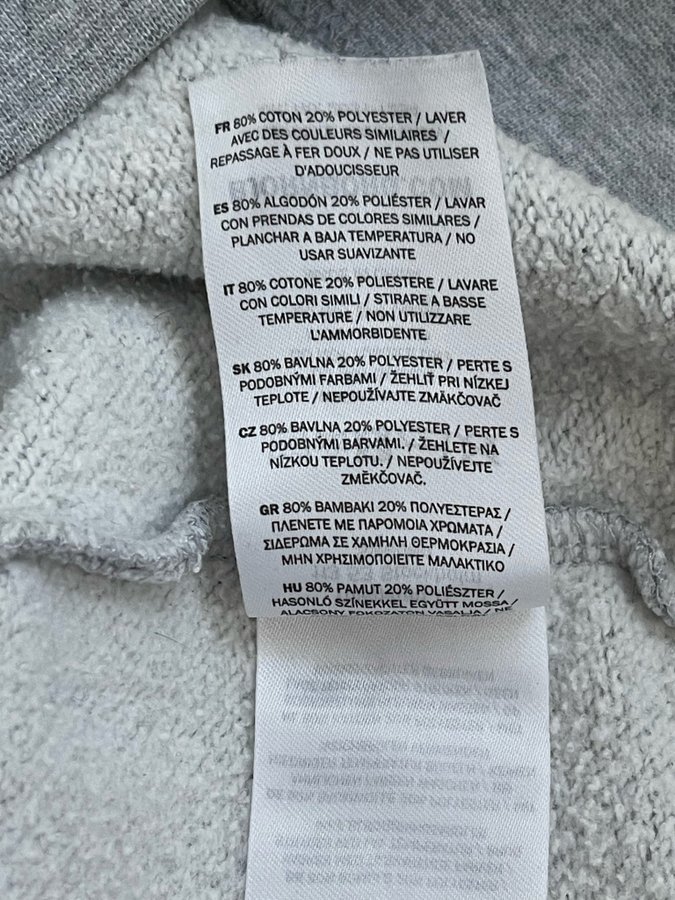 FR 80% COTON 20% POLYESTER / LAVER
AVEC DES COULEURS SIMILAIRES /
REPASSAGE À FER DOUX / NE PAS UTILISER
D'ADOUCISSEUR
ES 80% ALGODÓN 20% POLIÉSTER / LAVAR
CON PRENDAS DE COLORES SIMILARES /
PLANCHAR A BAJA TEMPERATURA / NO
USAR SUAVIZANTE
IT 80% COTONE 20% POLIESTERE / LAVARE
CON COLORI SIMILI / STIRARE A BASSE
TEMPERATURE / NON UTILIZZARE
L'AMMORBIDENTE
SK 80% BAVLNA 20% POLYESTER / PERTE S
PODOBNÝMI FARBAMI / ŽEHLIŤ PRI NÍZKEJ
TEPLOTE / NEPOUŽÍVAJTE ZMÄKČOVAČ
CZ 80% BAVLNA 20% POLYESTER / PERTE S
PODOBNÝMI BARVAMI. / ŽEHLETE NA
NÍZKOU TEPLOTU. / NEPOUŽÍVEJTE
ZMĚKČOVAČ.
GR 80% ΒΑΜΒΑΚΙ 20% ΠΟΛΥΕΣΤΕΡΑΣ /
ΠΛΕΝΕΤΕ ΜΕ ΠΑΡΟΜΟΙΑ ΧΡΩΜΑΤΑ /
ΣΙΔΕΡΩΜΑ ΣΕ ΧΑΜΗΛΗ ΘΕΡΜΟΚΡΑΣΙΑ /
ΜΗΝ ΧΡΗΣΙΜΟΠΟΙΕΙΤΕ ΜΑΛΑΚΤΙΚΟ
HU 80% PAMUT 20% POLIÉSZTER /
HASONLÓ SZÍNEKKEL EGYÜTT MOSSA /
ALACSONY FOKOZATON VASALJA / NE